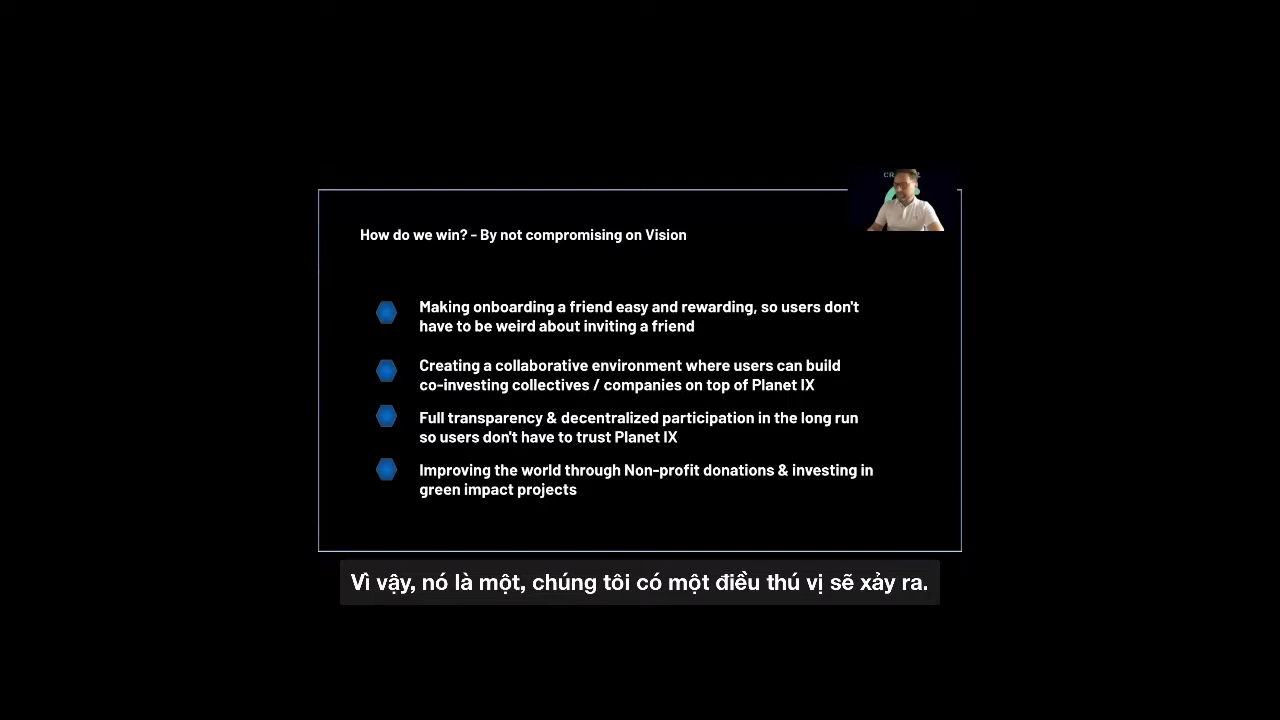 How do we win? - By not compromising on Vision
Making onboarding a friend easy and rewarding, so users don't
have to be weird about inviting a friend
Creating a collaborative environment where users can build
co-investing collectives / companies on top of Planet IX
Full transparency & decentralized participation in the long run
so users don't have to trust Planet IX
Improving the world through Non-profit donations & investing in
green impact projects
Vì vậy, nó là một, chúng tôi có một điều thú vị sẽ xảy ra.